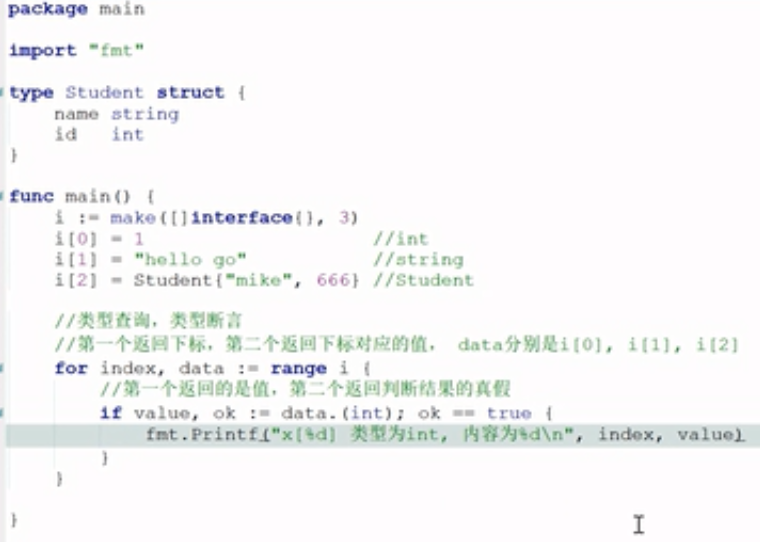 package main
import "fmt"
type Student struct {
    name string
    id   int
}
func main() {
    i := make([]interface{}, 3)
    i[0] = 1                    //int
    i[1] = "hello go"           //string
    i[2] = Student{"mike", 666} //Student
    //类型查询，类型断言
    //第一个返回下标，第二个返回下标对应的值， data分别是i[0], i[1], i[2]
    for index, data := range i {
        //第一个返回的是值，第二个返回判断结果的真假
        if value, ok := data.(int); ok == true {
            fmt.Printf("x[%d] 类型为int, 内容为%d\n", index, value)
        }
    }
}